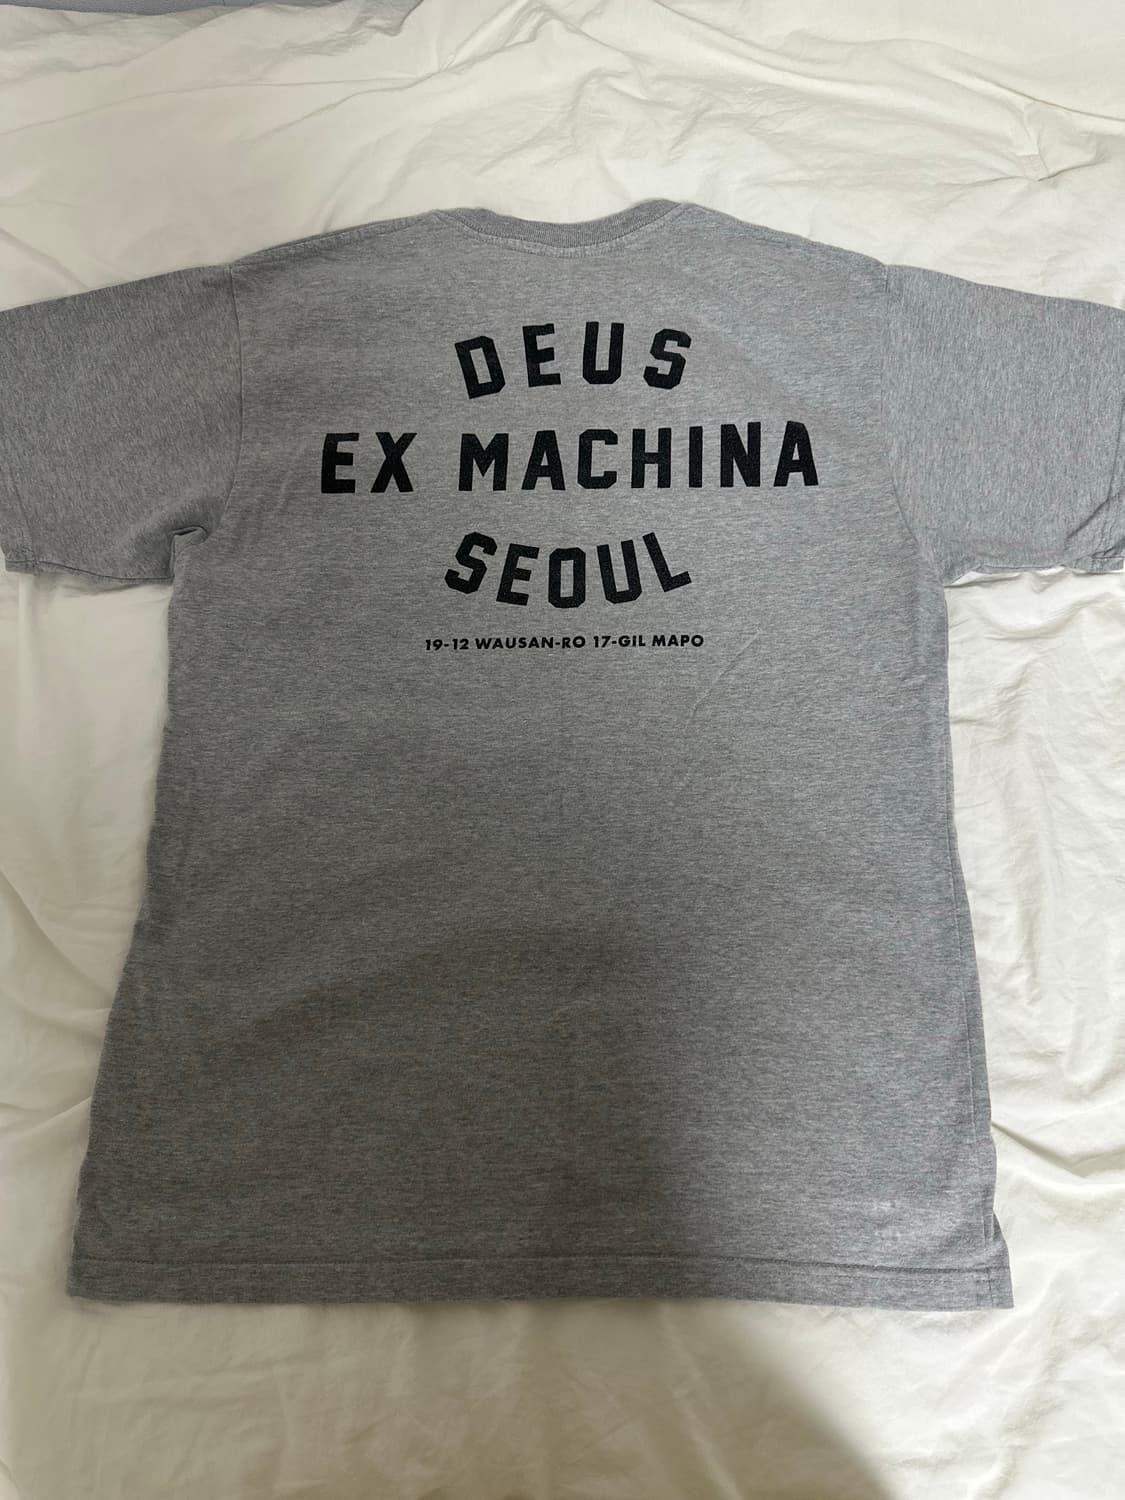 DEUS
EX MACHINA
SEOUL
19-12 WAUSAN-RO 17-GIL MAPO